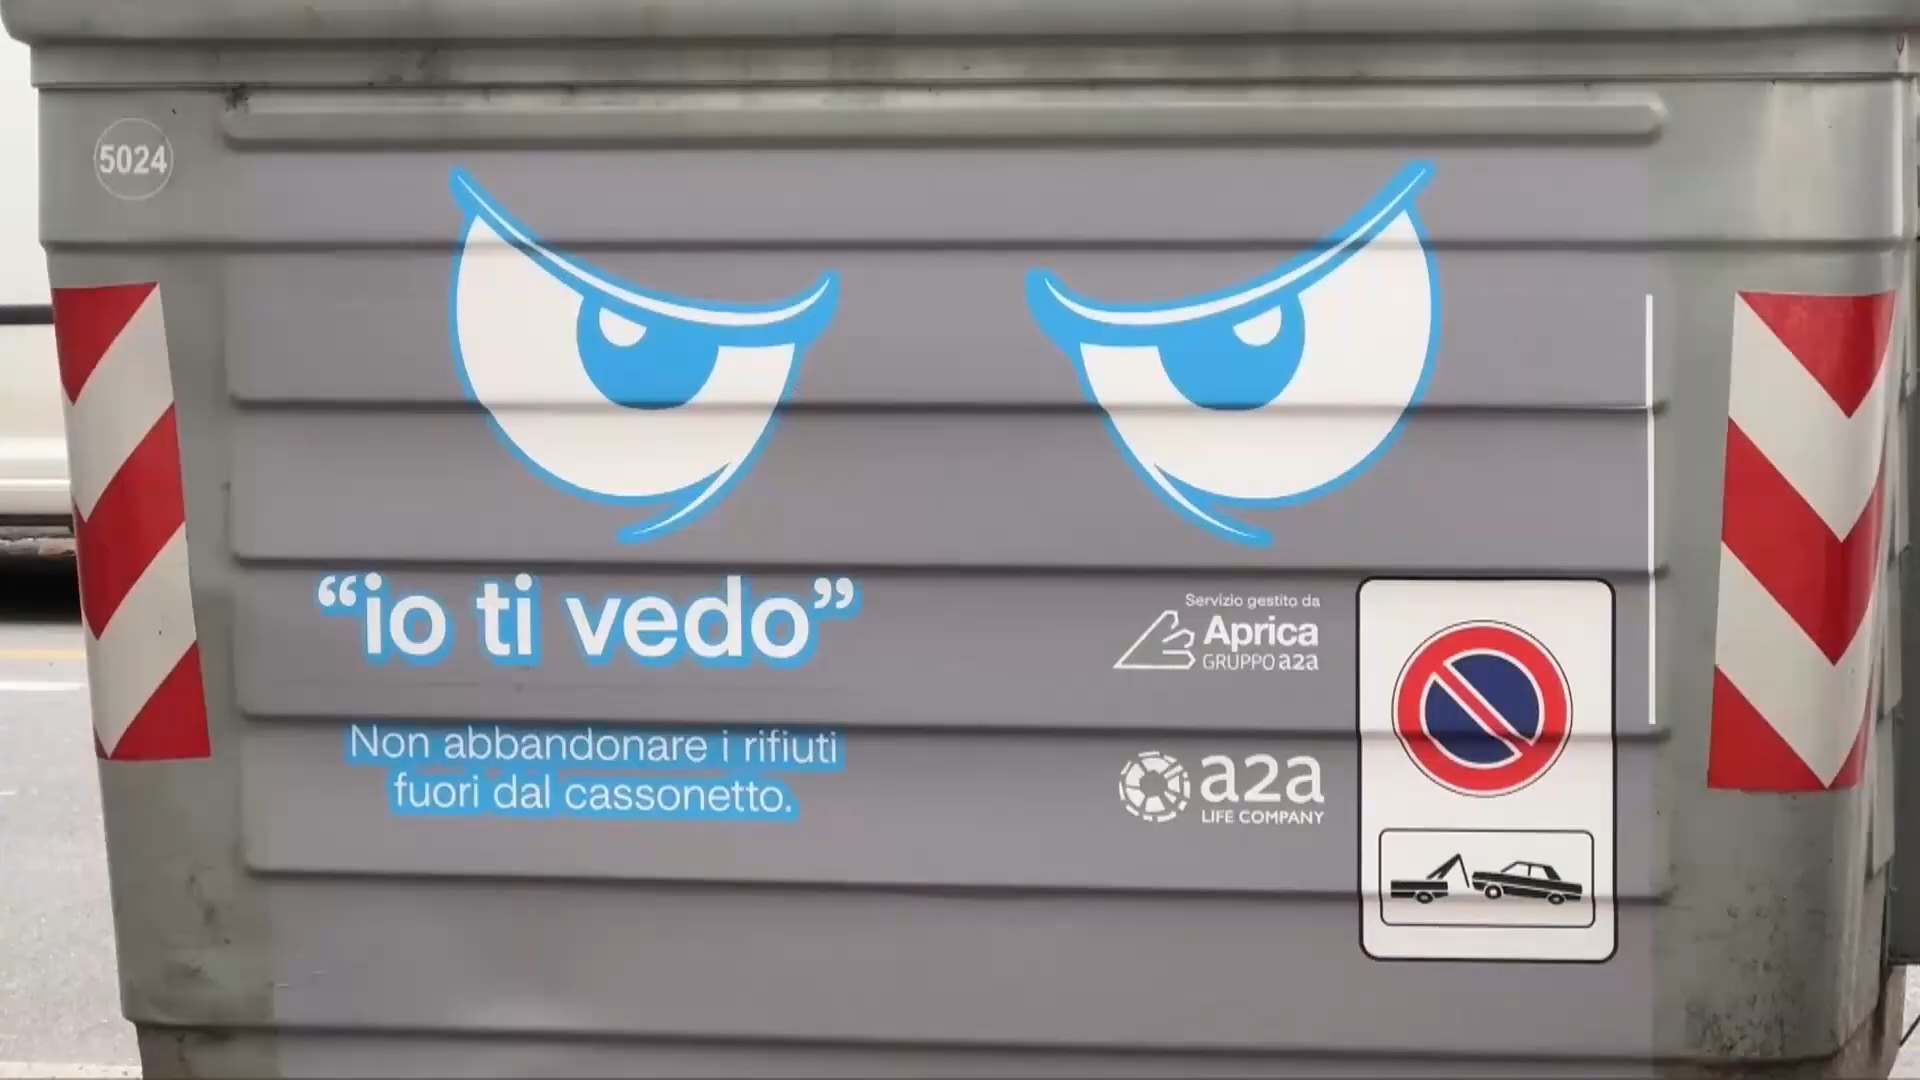 5024
“io ti vedo”
Non abbandonare i rifiuti
fuori dal cassonetto.
Servizio gestito da
Aprica
GRUPPO a2a
a2a
LIFE COMPANY